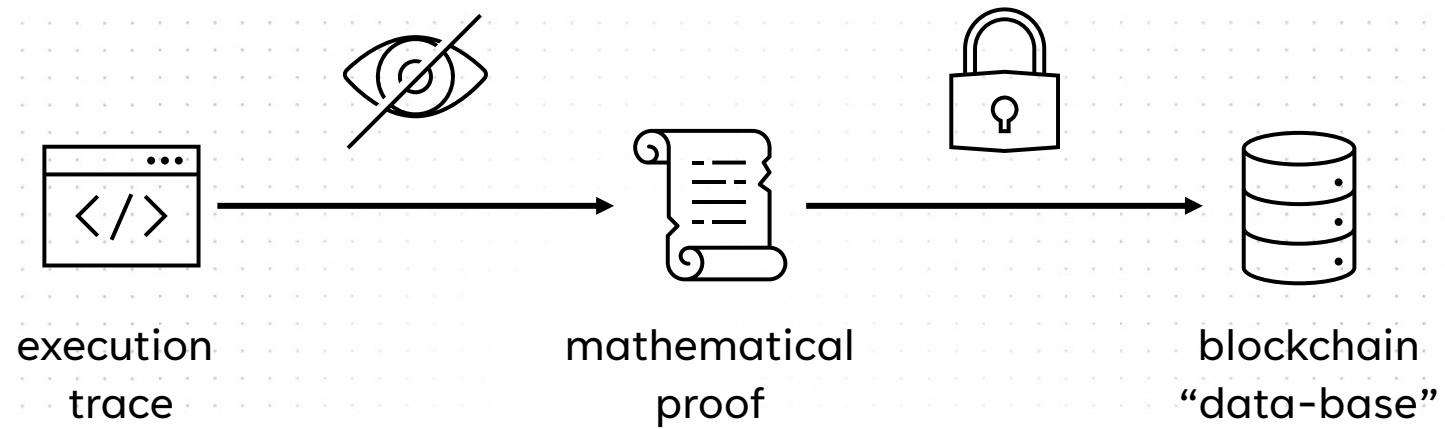 </>
execution
trace
mathematical
proof
blockchain
“data-base”